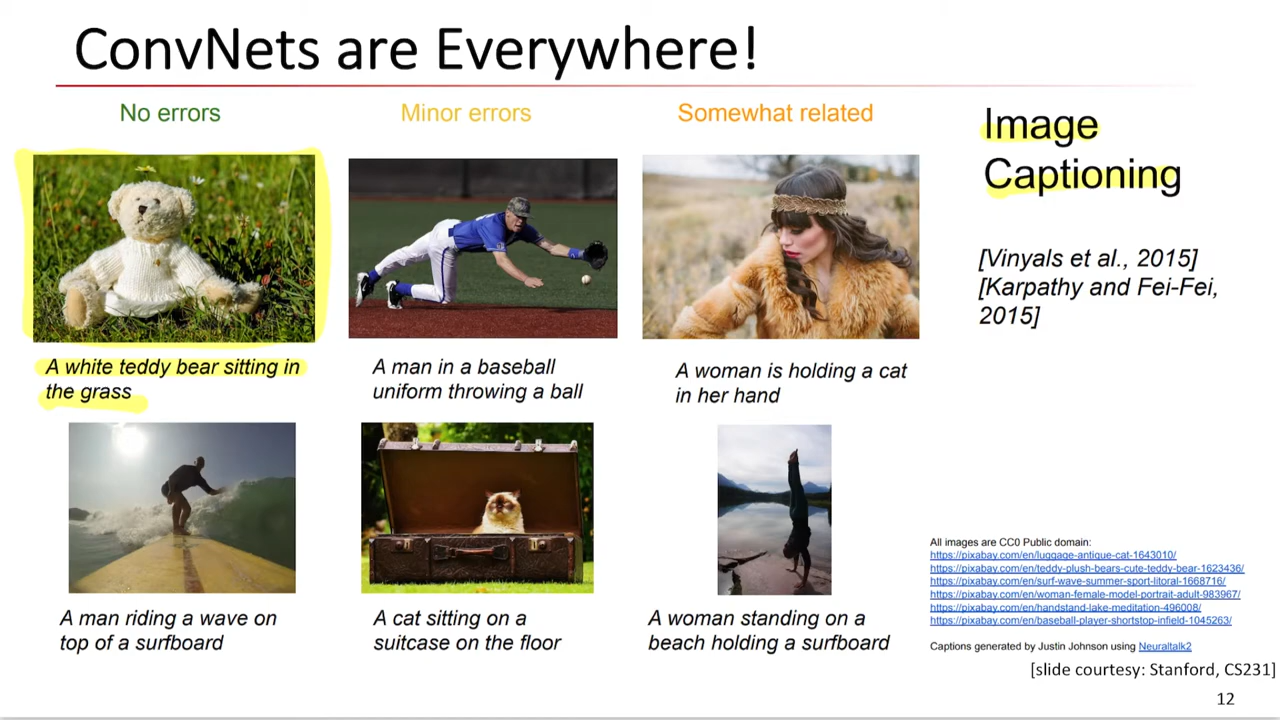 ConvNets are Everywhere!
No errors
Minor errors
Somewhat related
Image
Captioning
[Vinyals et al., 2015]
[Karpathy and Fei-Fei,
2015]
A white teddy bear sitting in
the grass
A man in a baseball
uniform throwing a ball
A woman is holding a cat
in her hand
A man riding a wave on
top of a surfboard
A cat sitting on a
suitcase on the floor
A woman standing on a
beach holding a surfboard
All images are CC0 Public domain:
https://pixabay.com/en/luggage-antique-cat-1643010/
https://pixabay.com/en/teddy-plush-bears-cute-teddy-bear-1623436/
https://pixabay.com/en/surf-wave-summer-sport-litoral-1668716/
https://pixabay.com/en/woman-female-model-portrait-adult-983967/
https://pixabay.com/en/handstand-lake-meditation-496008/
https://pixabay.com/en/baseball-player-shortstop-infield-1045263/
Captions generated by Justin Johnson using Neuraltalk2
[slide courtesy: Stanford, CS231]
12